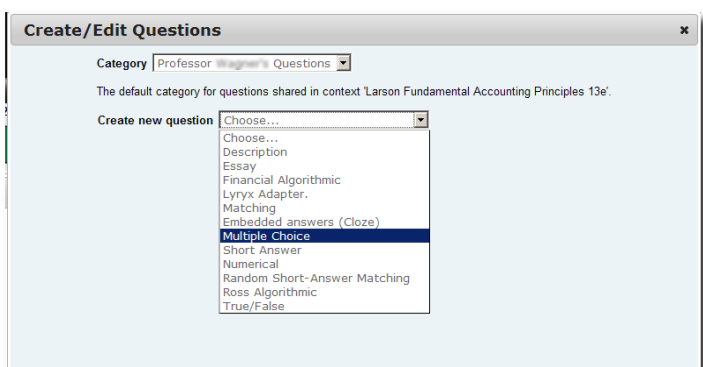 Create/Edit Questions
Category Professor Questions
The default category for questions shared in context 'Larson Fundamental Accounting Principles 13e'.
Create new question Choose...
Choose...
Description
Essay
Financial Algorithmic
Lyryx Adapter.
Matching
Embedded answers (Cloze)
Multiple Choice
Short Answer
Numerical
Random Short-Answer Matching
Ross Algorithmic
True/False